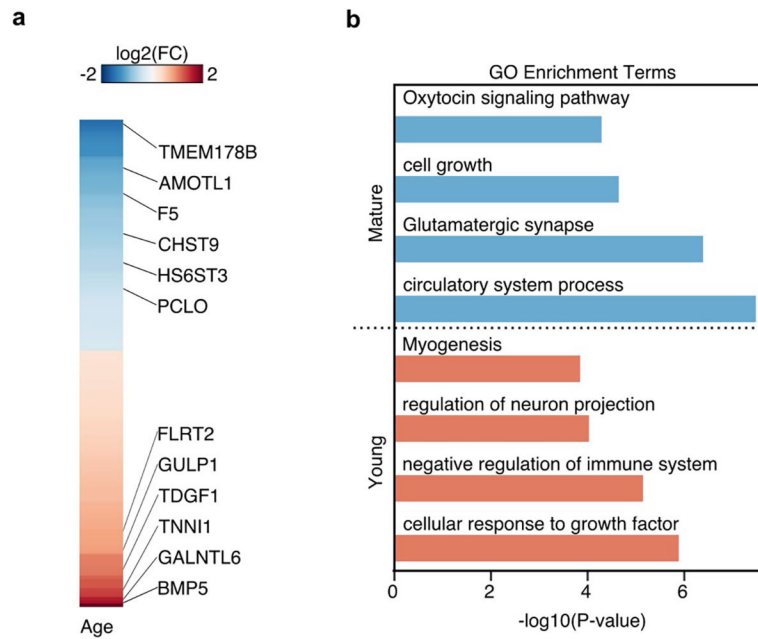 a
log2(FC)
-2 2
TMEM178B
AMOTL1
F5
CHST9
HS6ST3
PCLO
FLRT2
GULP1
TDGF1
TNNI1
GALNTL6
BMP5
Age
b
GO Enrichment Terms
Mature
Oxytocin signaling pathway
cell growth
Glutamatergic synapse
circulatory system process
Young
Myogenesis
regulation of neuron projection
negative regulation of immune system
cellular response to growth factor
0 2 4 6
-log10(P-value)